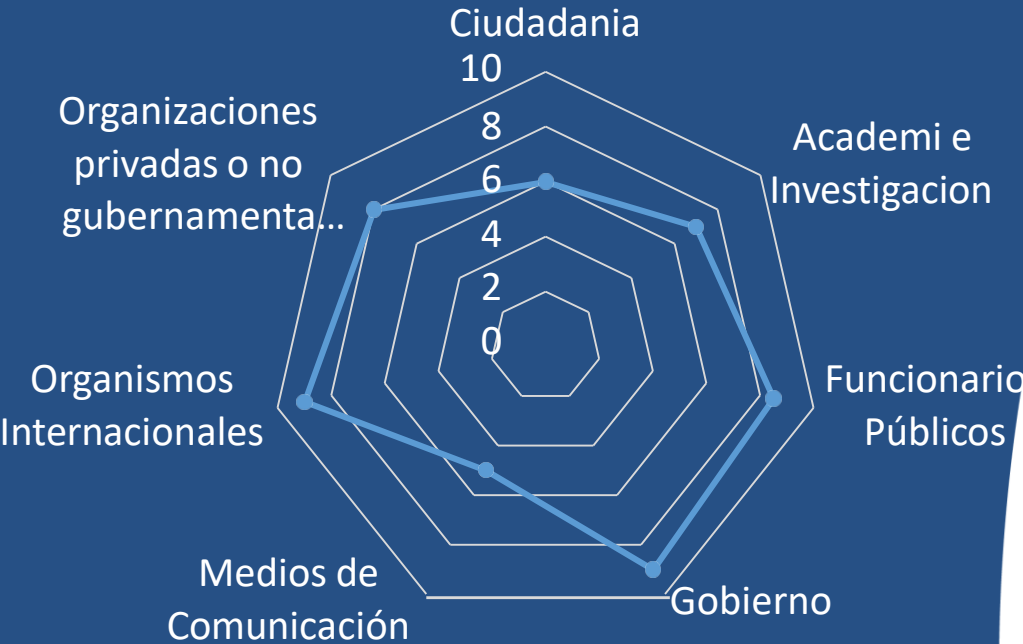 Ciudadania
10
8
6
4
2
0
Academi e
Investigacion
Funcionario
Públicos
Gobierno
Medios de
Comunicación
Organismos
Internacionales
Organizaciones
privadas o no
gubernamenta...